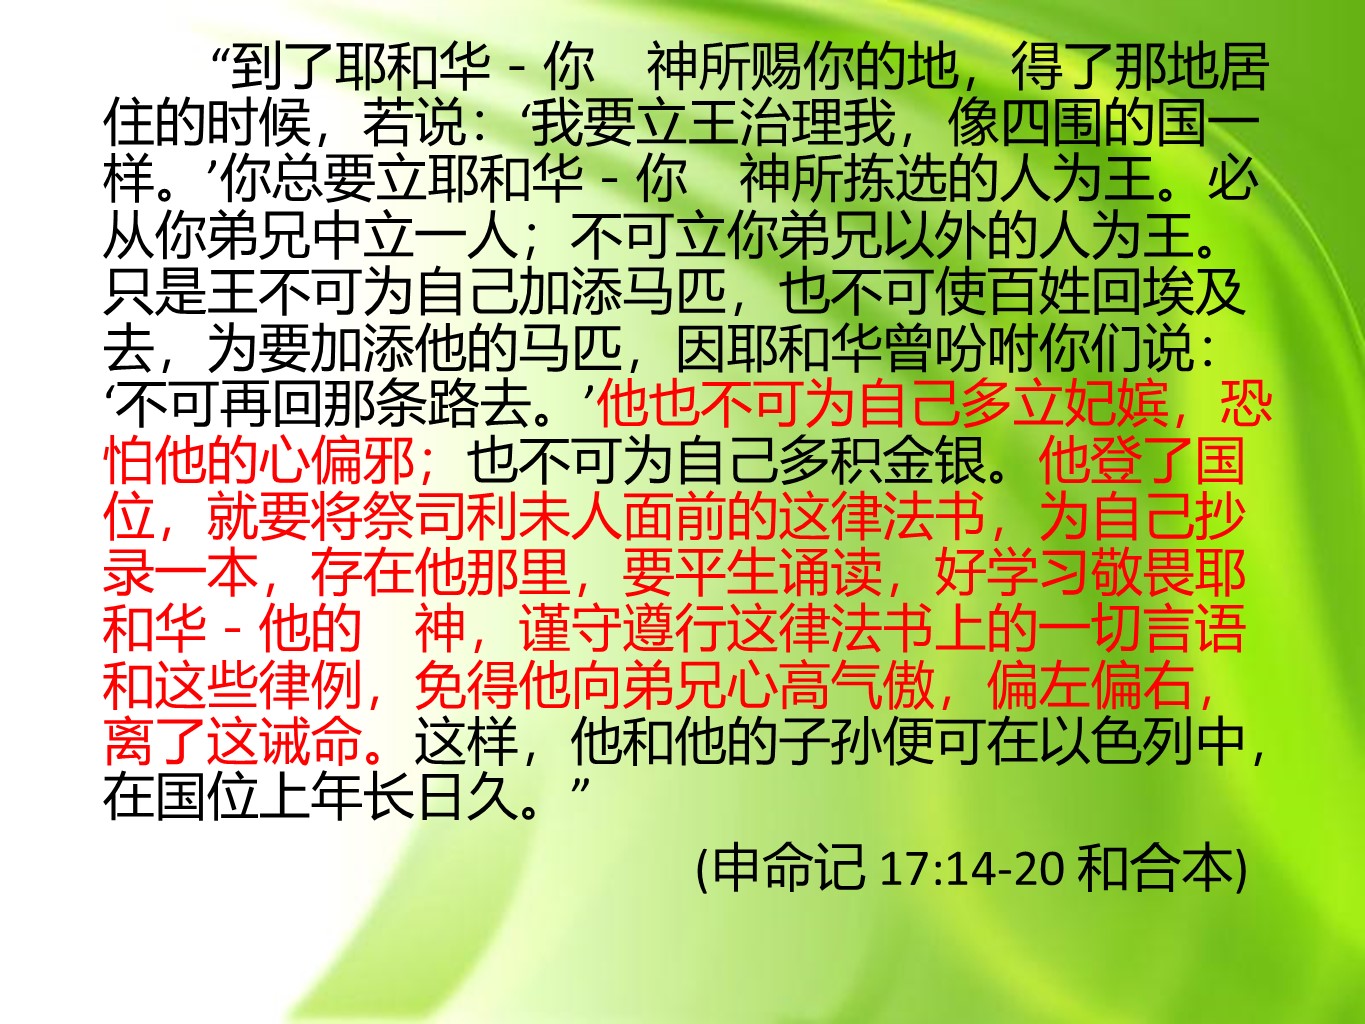 “到了耶和华－你　神所赐你的地，得了那地居
住的时候，若说：‘我要立王治理我，像四围的国一
样。’你总要立耶和华－你　神所拣选的人为王。必
从你弟兄中立一人；不可立你弟兄以外的人为王。
只是王不可为自己加添马匹，也不可使百姓回埃及
去，为要加添他的马匹，因耶和华曾吩咐你们说：
‘不可再回那条路去。’他也不可为自己多立妃嫔，恐
怕他的心偏邪；也不可为自己多积金银。他登了国
位，就要将祭司利未人面前的这律法书，为自己抄
录一本，存在他那里，要平生诵读，好学习敬畏耶
和华－他的　神，谨守遵行这律法书上的一切言语
和这些律例，免得他向弟兄心高气傲，偏左偏右，
离了这诫命。这样，他和他的子孙便可在以色列中，
在国位上年长日久。”
(申命记 17:14-20 和合本)